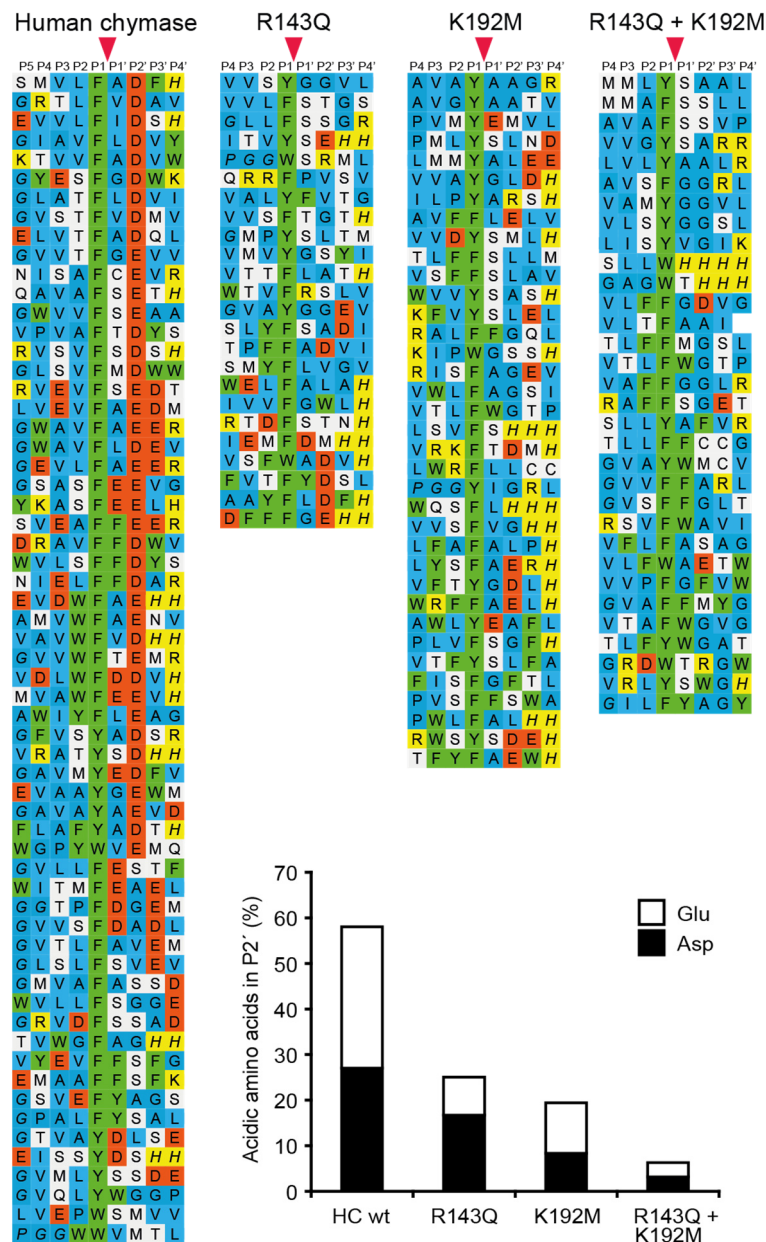 Human chymase
P5 P4 P3 P2 P1 P1' P2' P3' P4'
S M V L F A D F H
G R T L F V D A V
E V V L F I D S H
G I A V F L D V Y
K T V V F A D V W
G Y E S F G D W K
G L A T F L D V I
G V S T F V D M V
E L V T F A D Q L
G V V T F G E V V
N I S A F C E V R
Q A V A F S E T H
G W V V F S E A A
V P V A F T D Y S
R V S V F S D S H
G L S V F M D W W
R V E V F S E D T
L V E V F A E D M
G W A V F A E E R
G W A V F L D E V
G E V L F A E E R
G S A S F E E V G
Y K A S F E E L H
S V E A F F E E R
D R A V F F D W V
W V L S F F D Y S
N I E L F F D A R
E V D W F A E H H
A M V W F A E N V
V A V W F V D H H
G V V W F T E M R
V D L W F D D V H
M V A W F E E V H
A W I Y F L E A G
G F V S Y A D S R
V R A T Y S D H H
G A V M Y E D F V
E V A A Y G E W M
G A V A Y A E V D
F L A F Y A D T H
W G P Y W V E M Q
G V L L F E S T F
W I T M F E A E L
G G T P F D G E M
G V V S F D A D L
G V T L F A V E M
G L S L F S V E V
G M V A F A S S D
W V L L F S G G E
G R V D F S S A D
T V W G F A G H H
V Y E V F F S F G
E M A A F F S F K
G S V E F Y A G S
G P A L F Y S A L
G T V A Y D L S E
E I S S Y D S H H
G V M L Y S S D E
G V Q L Y W G G P
L V E P W S M V V
P G G W W V M T L
R143Q
P4 P3 P2 P1 P1' P2' P3' P4'
V V S Y G G V L
V V L F S T G S
G L L F S S G R
I T V Y S E H H
P G G W S R M L
Q R R F P V S V
V A L Y F V T G
V V S F T G T H
G M P Y S L T M
V M V Y G S Y I
V T T F L A T H
W T V F R S L V
G V A Y G G E V
S L Y F S A D I
T P F F A D V I
S M Y F L V G V
W E L F A L A H
I V V F G W L H
R T D F S T N H
I E M F D M H H
V S F W A D V H
F V T F Y D S L
A A Y F L D F H
D F F F G E H H
K192M
P4 P3 P2 P1 P1' P2' P3' P4'
A V A Y A A G R
A V G Y A A T V
P V M Y E M V L
P M L Y S L N D
L M M Y A L E E
V V A Y G L D H
I L P Y A R S H
A V F F L E L V
V V D Y S M L H
T L F F S L L M
V S F F S L A V
W V V Y S A S H
K F V Y S L E L
R A L F F G Q L
K I P W G S S H
R I S F A G E V
V W L F A G S I
V T L F W G T P
L S V F S H H H
V R K F T D M H
L W R F L L C C
P G G Y I G R L
W Q S F L H H H
V V S F V G H H
L F A F A L P H
L Y S F A E R H
V F T Y G D L H
W R F F A E L H
A W L Y E A F L
P L V F S G F H
V T F Y S L F A
F I S F G F T L
P V S F F S W A
P W L F A L H H
R W S Y S D E H
T F Y F A E W H
R143Q + K192M
P4 P3 P2 P1 P1' P2' P3' P4'
M M L Y S A A L
M M A F S S L L
A V A F S S V P
V V G Y S A R R
L V L Y A A L R
A V S F G G R L
V A M Y G G V L
V L V Y G G S L
L I S Y V G I K
S L L W H H H H
G A G W T H H H
V L F F G D V G
V L T F A A I
T L F F M G S L
V T L F W G T P
V A F F G G L R
R A F F S G E T
S L L Y A F V R
T L L F F C C G
G V A Y W M C V
G V V F F A R L
G V S F F G L T
R S V F W A V I
V F L F A S A G
V L F W A E T W
V V P F G F V W
G V A F F M Y G
V T A F W G V G
T L F Y W G A T
G R D W T R G W
V R L Y S W G H
G I L F Y A G Y
Acidic amino acids in P2´ (%)
70
60
50
40
30
20
10
0
Glu
Asp
HC wt
R143Q
K192M
R143Q +
K192M